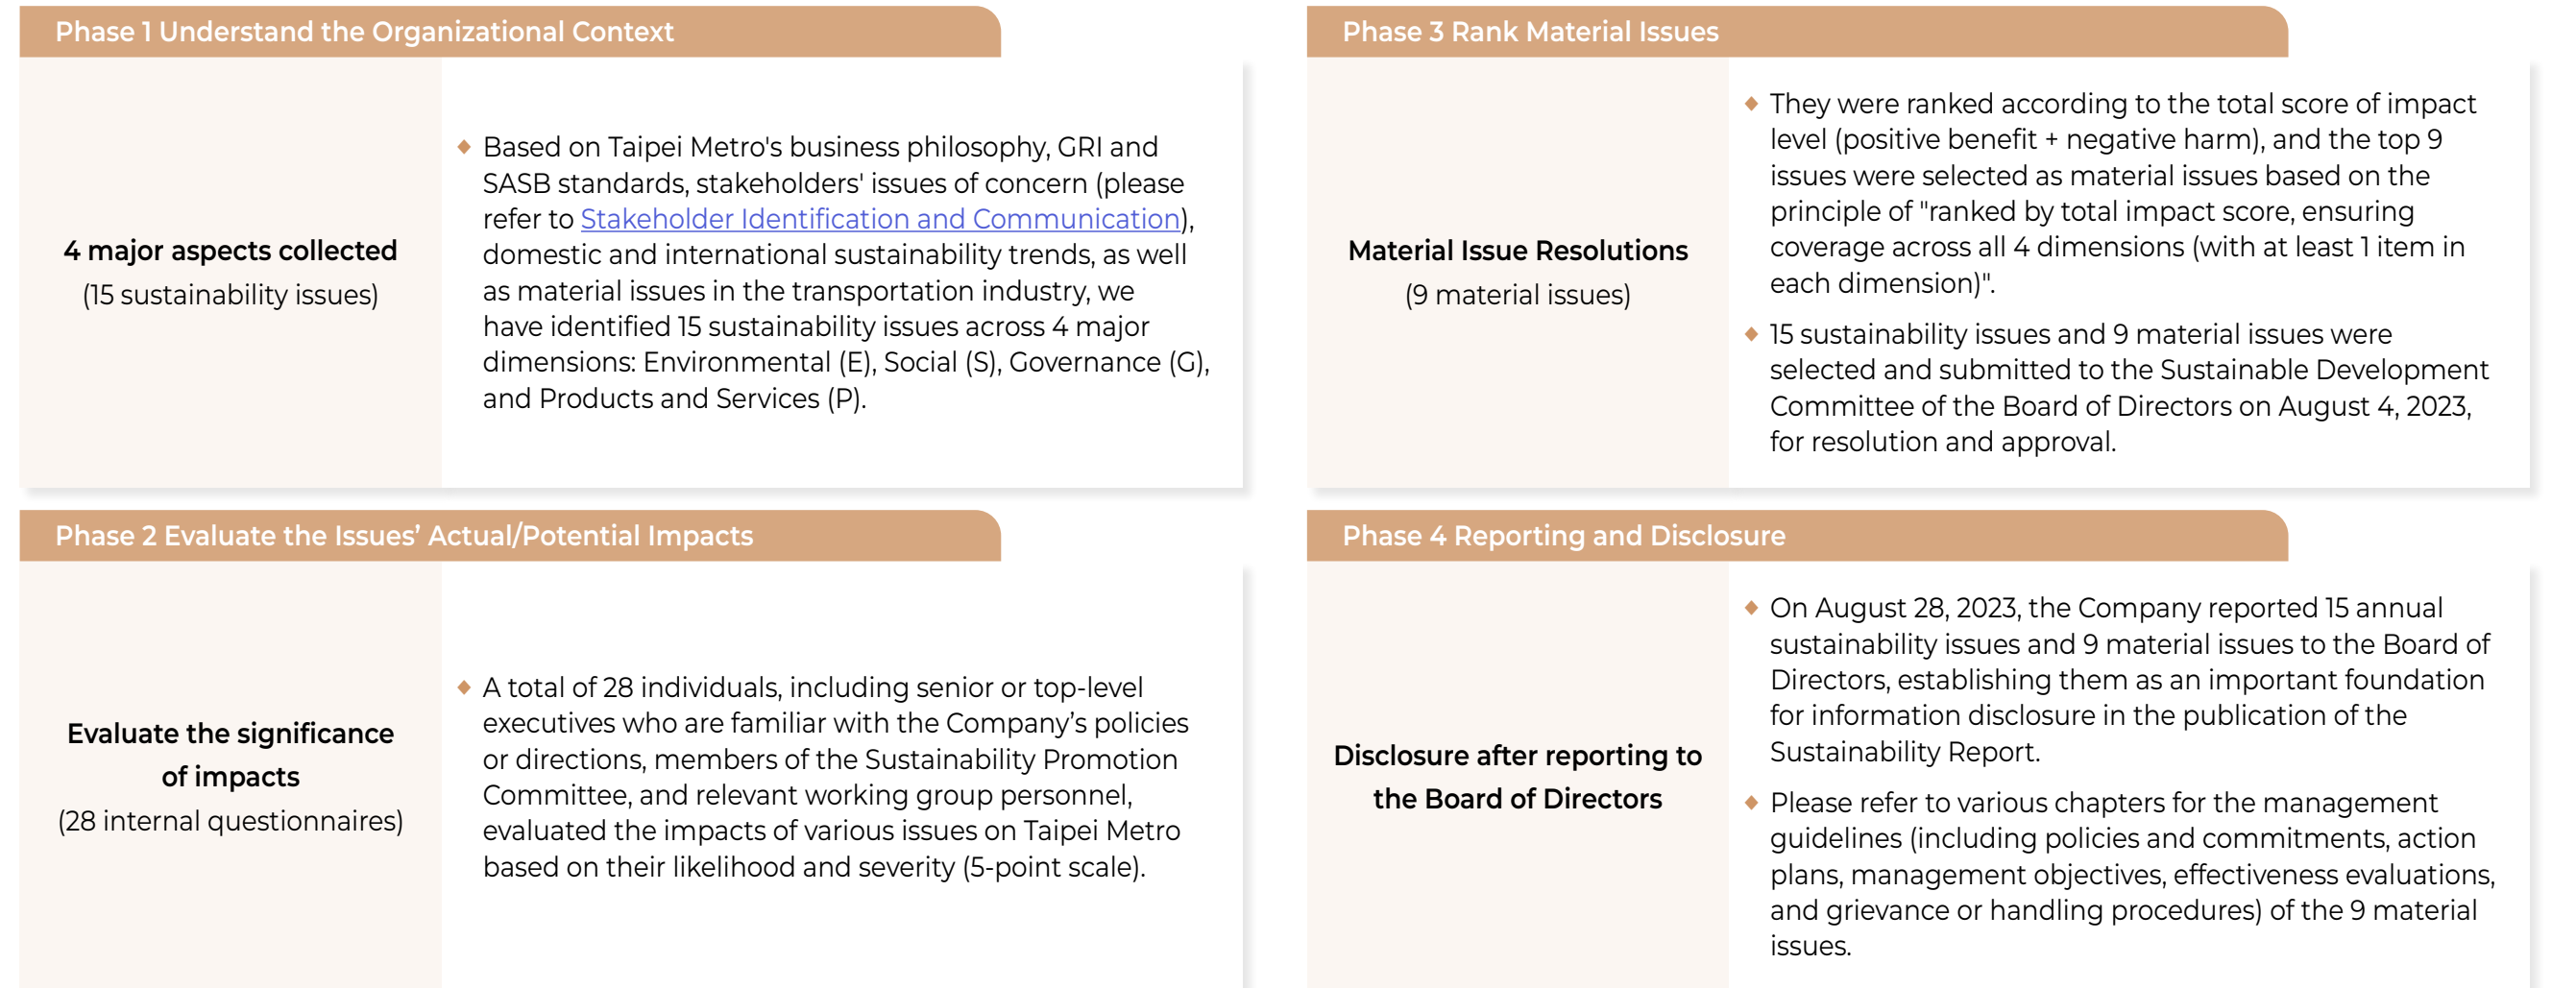 Phase 1 Understand the Organizational Context
4 major aspects collected
(15 sustainability issues)
♦ Based on Taipei Metro's business philosophy, GRI and
SASB standards, stakeholders' issues of concern (please
refer to Stakeholder Identification and Communication),
domestic and international sustainability trends, as well
as material issues in the transportation industry, we
have identified 15 sustainability issues across 4 major
dimensions: Environmental (E), Social (S), Governance (G),
and Products and Services (P).
Phase 2 Evaluate the Issues’ Actual/Potential Impacts
Evaluate the significance
of impacts
(28 internal questionnaires)
♦ A total of 28 individuals, including senior or top-level
executives who are familiar with the Company’s policies
or directions, members of the Sustainability Promotion
Committee, and relevant working group personnel,
evaluated the impacts of various issues on Taipei Metro
based on their likelihood and severity (5-point scale).
Phase 3 Rank Material Issues
Material Issue Resolutions
(9 material issues)
♦ They were ranked according to the total score of impact
level (positive benefit + negative harm), and the top 9
issues were selected as material issues based on the
principle of "ranked by total impact score, ensuring
coverage across all 4 dimensions (with at least 1 item in
each dimension)".
♦ 15 sustainability issues and 9 material issues were
selected and submitted to the Sustainable Development
Committee of the Board of Directors on August 4, 2023,
for resolution and approval.
Phase 4 Reporting and Disclosure
Disclosure after reporting to
the Board of Directors
♦ On August 28, 2023, the Company reported 15 annual
sustainability issues and 9 material issues to the Board of
Directors, establishing them as an important foundation
for information disclosure in the publication of the
Sustainability Report.
♦ Please refer to various chapters for the management
guidelines (including policies and commitments, action
plans, management objectives, effectiveness evaluations,
and grievance or handling procedures) of the 9 material
issues.